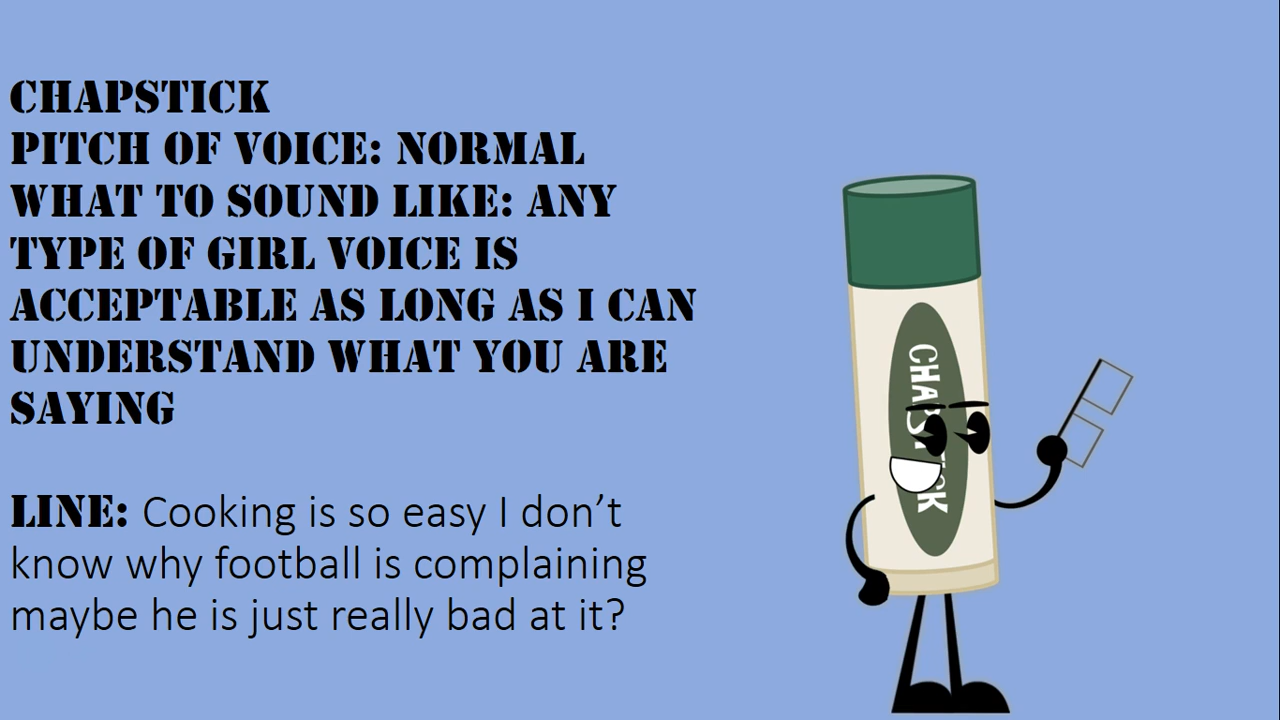 CHAPSTICK
PITCH OF VOICE: NORMAL
WHAT TO SOUND LIKE: ANY
TYPE OF GIRL VOICE IS
ACCEPTABLE AS LONG AS I CAN
UNDERSTAND WHAT YOU ARE
SAYING
LINE: Cooking is so easy I don’t
know why football is complaining
maybe he is just really bad at it?
CHAPSTICK